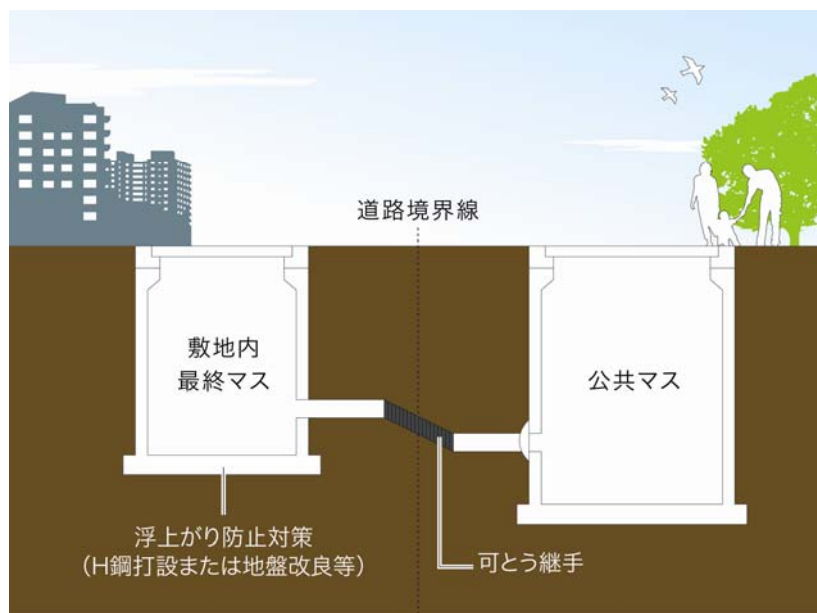 道路境界線
敷地内
最終マス
公共マス
浮上がり防止対策
（H鋼打設または地盤改良等）
可とう継手